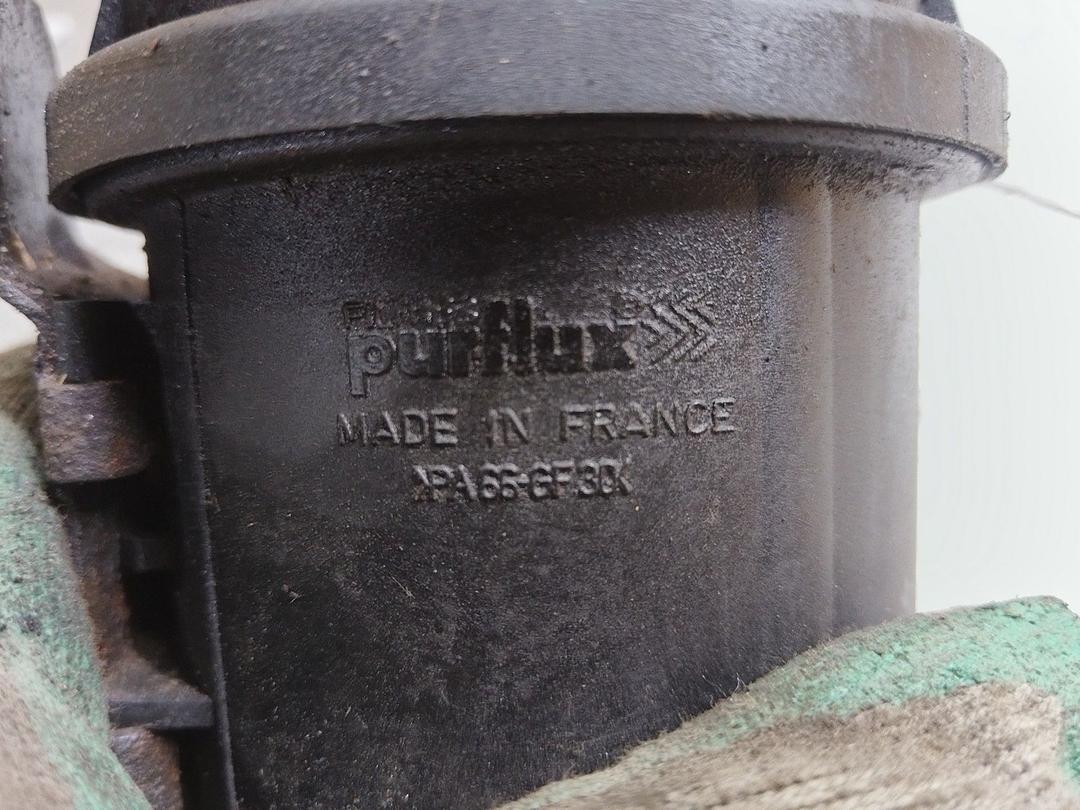 purflux
MADE IN FRANCE
>PA66-GF30<